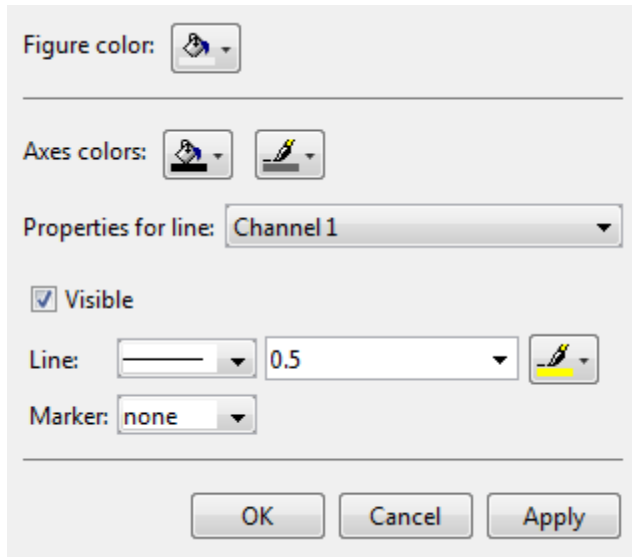 Figure color:
Axes colors:
Properties for line: Channel 1
Visible
Line: 0.5
Marker: none
OK Cancel Apply